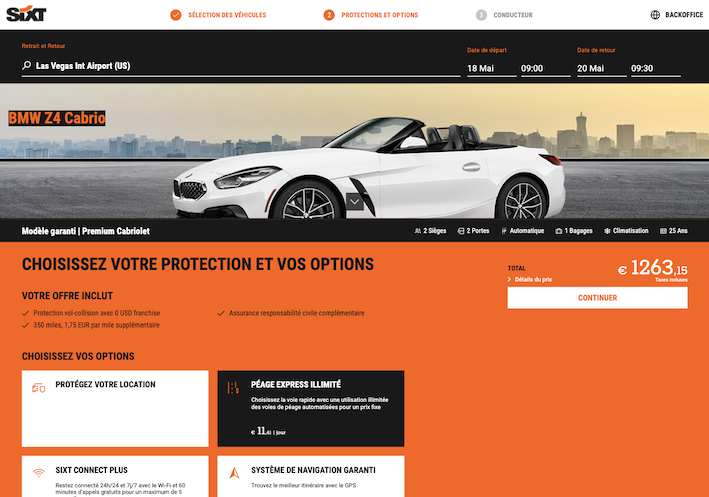 SIXT
SÉLECTION DES VÉHICULES
2 PROTECTIONS ET OPTIONS
3 CONDUCTEUR
BACKOFFICE
Retrait et Retour
Las Vegas Int Airport (US)
Date de départ
18 Mai 09:00
Date de retour
20 Mai 09:30
BMW Z4 Cabrio
Modèle garanti | Premium Cabriolet
2 Sièges
2 Portes
Automatique
1 Bagages
Climatisation
25 Ans
CHOISISSEZ VOTRE PROTECTION ET VOS OPTIONS
VOTRE OFFRE INCLUT
Protection vol-collision avec 0 USD franchise
Assurance responsabilité civile complémentaire
350 miles, 1,75 EUR par mile supplémentaire
TOTAL
€ 1263,15
Détails du prix
Taxes incluses
CONTINUER
CHOISISSEZ VOS OPTIONS
PROTÉGEZ VOTRE LOCATION
PÉAGE EXPRESS ILLIMITÉ
Choisissez la voie rapide avec une utilisation illimitée
des voies de péage automatisées pour un prix fixe
€ 11,61 | jour
SIXT CONNECT PLUS
Restez connecté 24h/24 et 7j/7 avec le Wi-Fi et 60
minutes d'appels gratuits pour un maximum de 5
SYSTÈME DE NAVIGATION GARANTI
Trouvez le meilleur itinéraire avec le GPS